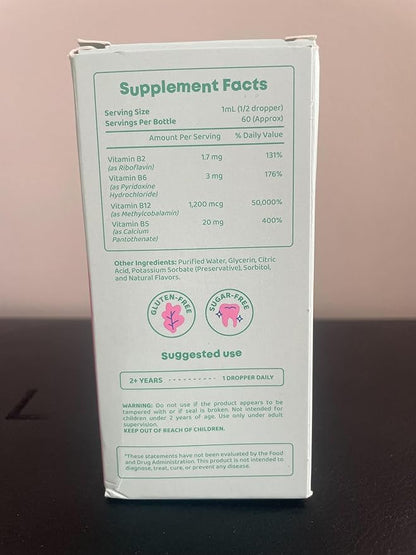 Supplement Facts
Serving Size 1mL (1/2 dropper)
Servings Per Bottle 60 (Approx)
Amount Per Serving % Daily Value
Vitamin B2 1.7 mg 131%
(as Riboflavin)
Vitamin B6 3 mg 176%
(as Pyridoxine
Hydrochloride)
Vitamin B12 1,200 mcg 50,000%
(as Methylcobalamin)
Vitamin B5 20 mg 400%
(as Calcium
Pantothenate)
Other Ingredients: Purified Water, Glycerin, Citric
Acid, Potassium Sorbate (Preservative), Sorbitol,
and Natural Flavors.
GLUTEN-FREE
SUGAR-FREE
Suggested use
2+ YEARS ---------- 1 DROPPER DAILY
WARNING: Do not use if the product appears to be
tampered with or if seal is broken. Not intended for
children under 2 years of age. Use only under adult
supervision.
KEEP OUT OF REACH OF CHILDREN.
*These statements have not been evaluated by the Food
and Drug Administration. This product is not intended to
diagnose, treat, cure, or prevent any disease.